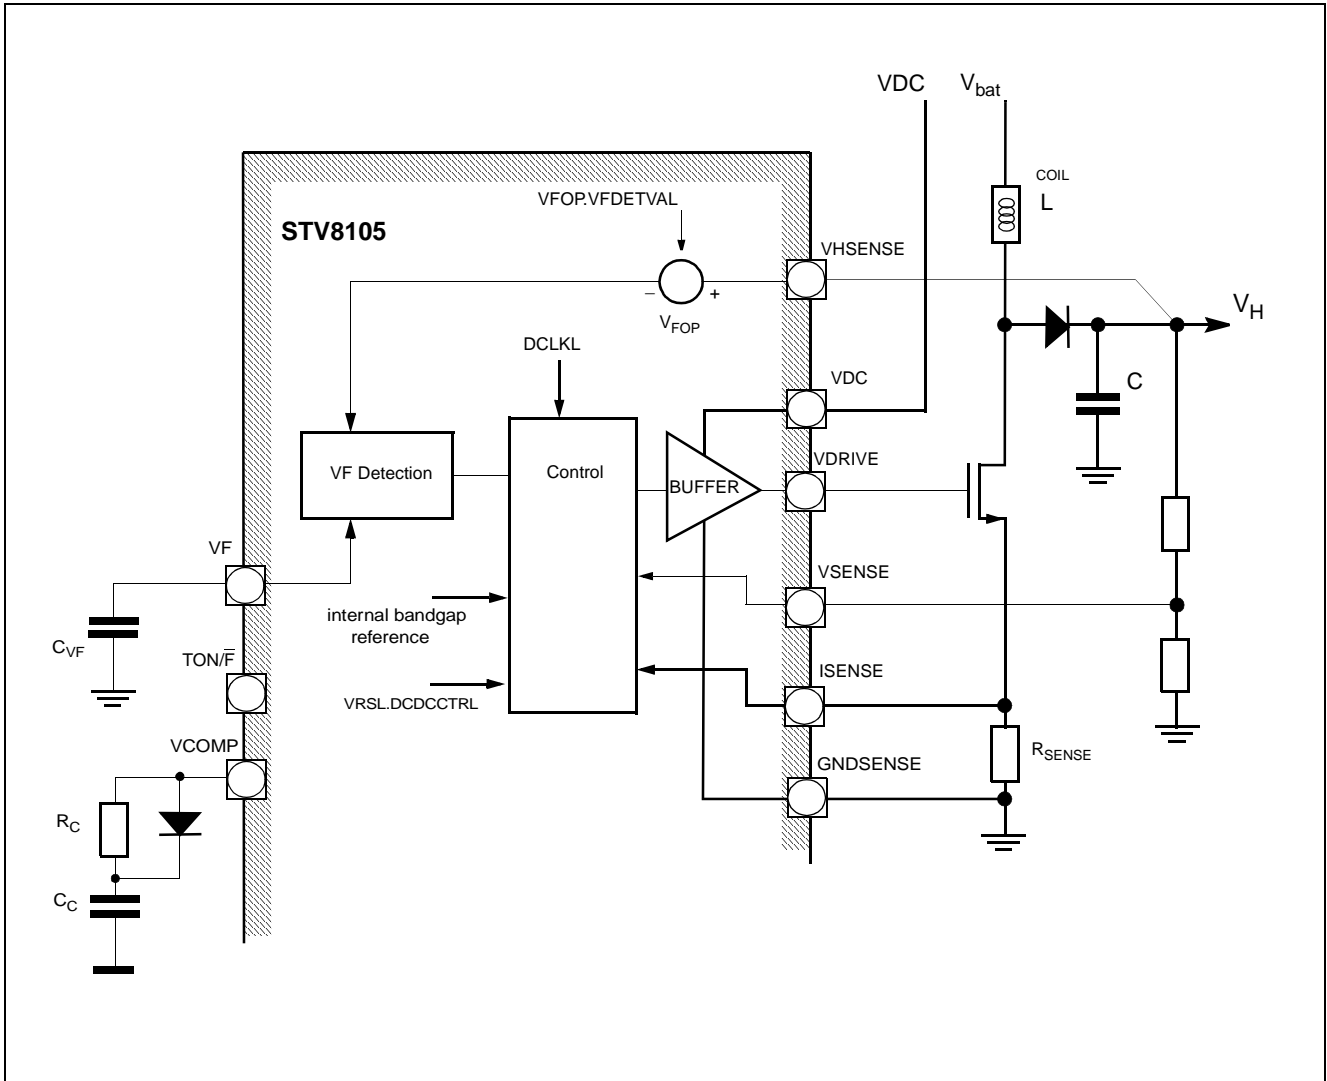 VDC
V_bat
COIL
L
VFOP.VFDETVAL
STV8105
VHSENSE
−
+
V_FOP
V_H
DCLKL
VDC
C
VF Detection
Control
VDRIVE
BUFFER
VF
VSENSE
internal bandgap
reference
C_VF
TON/F̅
ISENSE
VRSL.DCDCCTRL
VCOMP
GNDSENSE
R_SENSE
R_C
C_C